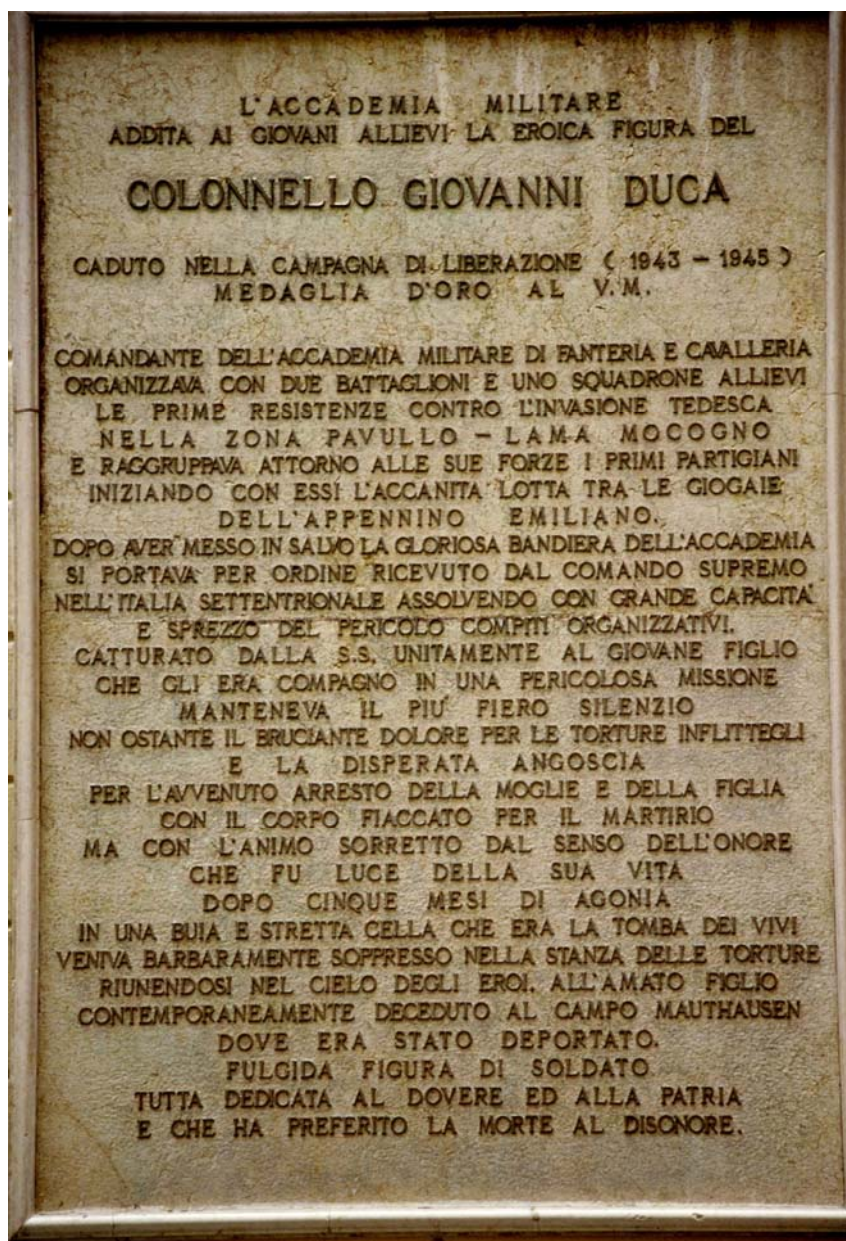 L'ACCADEMIA MILITARE
ADDITA AI GIOVANI ALLIEVI LA EROICA FIGURA DEL
COLONNELLO GIOVANNI DUCA
CADUTO NELLA CAMPAGNA DI LIBERAZIONE ( 1943 - 1945 )
MEDAGLIA D'ORO AL V.M.
COMANDANTE DELL'ACCADEMIA MILITARE DI FANTERIA E CAVALLERIA
ORGANIZZAVA CON DUE BATTAGLIONI E UNO SQUADRONE ALLIEVI
LE PRIME RESISTENZE CONTRO L'INVASIONE TEDESCA
NELLA ZONA PAVULLO - LAMA MOCOGNO
E RAGGRUPPAVA ATTORNO ALLE SUE FORZE I PRIMI PARTIGIANI
INIZIANDO CON ESSI L'ACCANITA LOTTA TRA LE GIOGAIE
DELL'APPENNINO EMILIANO.
DOPO AVER MESSO IN SALVO LA GLORIOSA BANDIERA DELL'ACCADEMIA
SI PORTAVA PER ORDINE RICEVUTO DAL COMANDO SUPREMO
NELL'ITALIA SETTENTRIONALE ASSOLVENDO CON GRANDE CAPACITA'
E SPREZZO DEL PERICOLO COMPITI ORGANIZZATIVI.
CATTURATO DALLA S.S. UNITAMENTE AL GIOVANE FIGLIO
CHE GLI ERA COMPAGNO IN UNA PERICOLOSA MISSIONE
MANTENEVA IL PIU' FIERO SILENZIO
NON OSTANTE IL BRUCIANTE DOLORE PER LE TORTURE INFLITTEGLI
E LA DISPERATA ANGOSCIA
PER L'AVVENUTO ARRESTO DELLA MOGLIE E DELLA FIGLIA
CON IL CORPO FIACCATO PER IL MARTIRIO
MA CON L'ANIMO SORRETTO DAL SENSO DELL'ONORE
CHE FU LUCE DELLA SUA VITA
DOPO CINQUE MESI DI AGONIA
IN UNA BUIA E STRETTA CELLA CHE ERA LA TOMBA DEI VIVI
VENIVA BARBARAMENTE SOPPRESSO NELLA STANZA DELLE TORTURE
RIUNENDOSI NEL CIELO DEGLI EROI. ALL'AMATO FIGLIO
CONTEMPORANEAMENTE DECEDUTO AL CAMPO MAUTHAUSEN
DOVE ERA STATO DEPORTATO.
FULGIDA FIGURA DI SOLDATO
TUTTA DEDICATA AL DOVERE ED ALLA PATRIA
E CHE HA PREFERITO LA MORTE AL DISONORE.